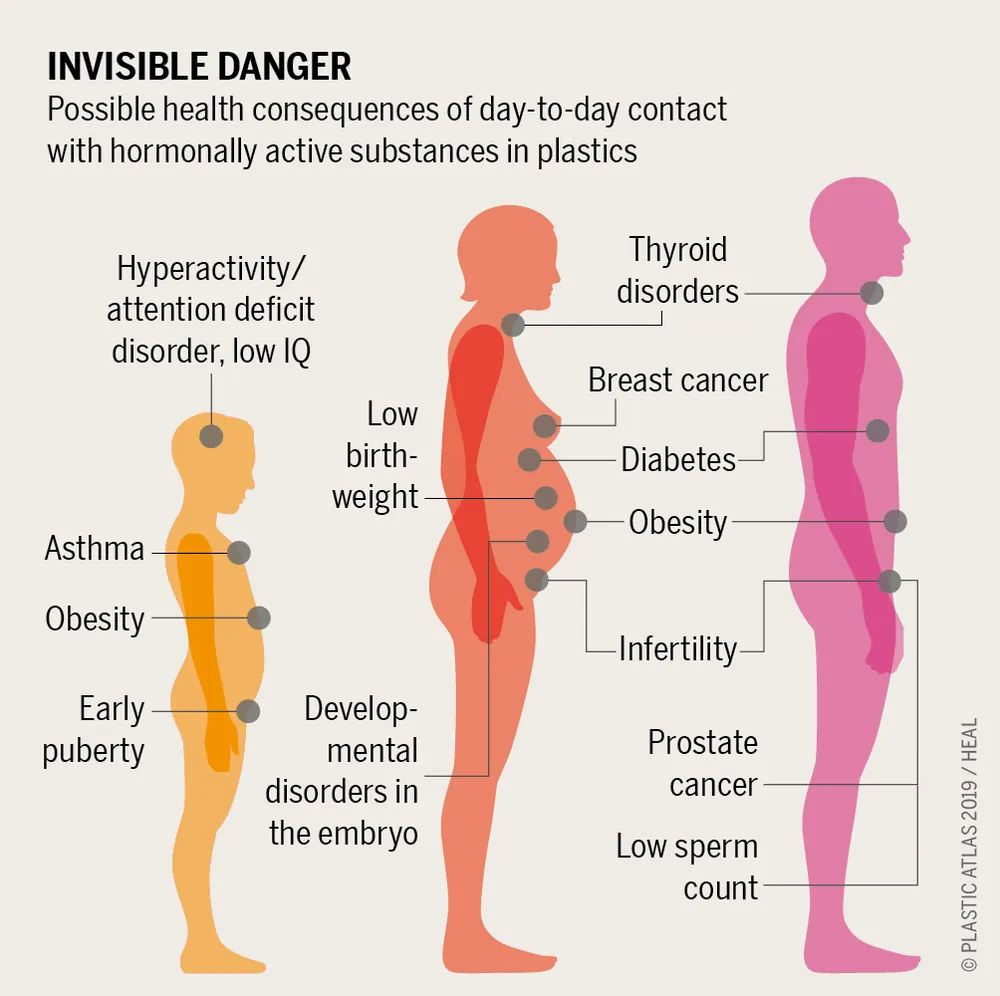 INVISIBLE DANGER
Possible health consequences of day-to-day contact
with hormonally active substances in plastics
Hyperactivity/
attention deficit
disorder, low IQ
Asthma
Obesity
Early
puberty
Low
birth-
weight
Develop-
mental
disorders in
the embryo
Thyroid
disorders
Breast cancer
Diabetes
Obesity
Infertility
Prostate
cancer
Low sperm
count
© PLASTIC ATLAS 2019 / HEAL